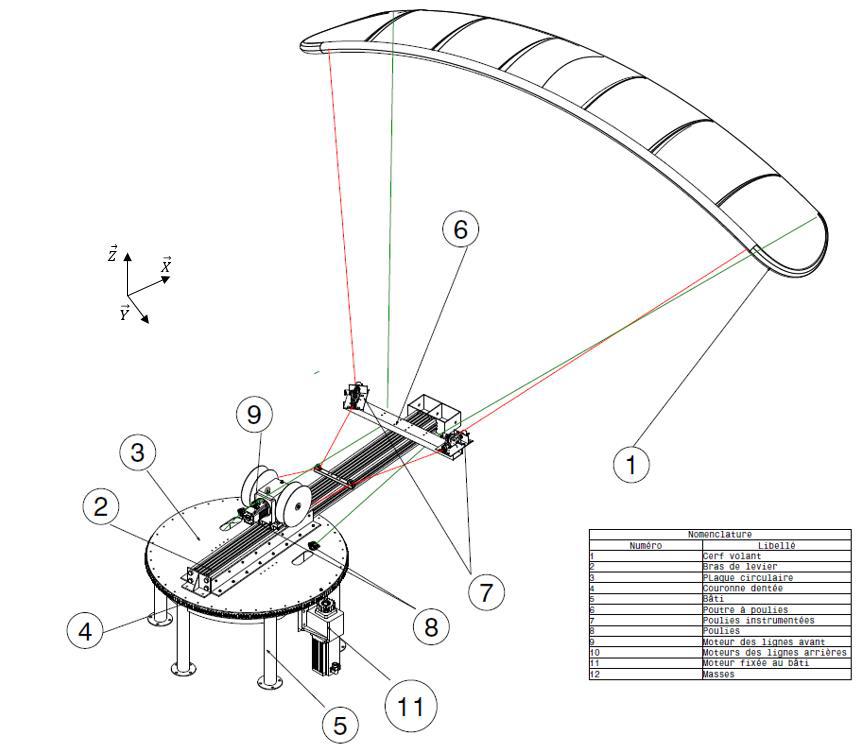 6
Z
X
Y
9
3
1
2
7
8
4
11
5
Nomenclature
Numéro Libellé
1 Cerf volant
2 Bras de levier
3 PLaque circulaire
4 Couronne dentée
5 Bâti
6 Poutre à poulies
7 Poulies instrumentées
8 Poulies
9 Moteur des lignes avant
10 Moteurs des lignes arrières
11 Moteur fixée au bâti
12 Masses